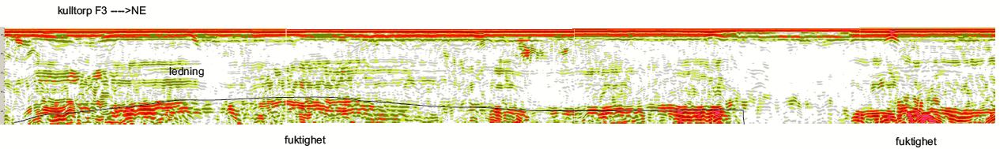 kulltorp F3 ---->NE
ledning
fuktighet
fuktighet